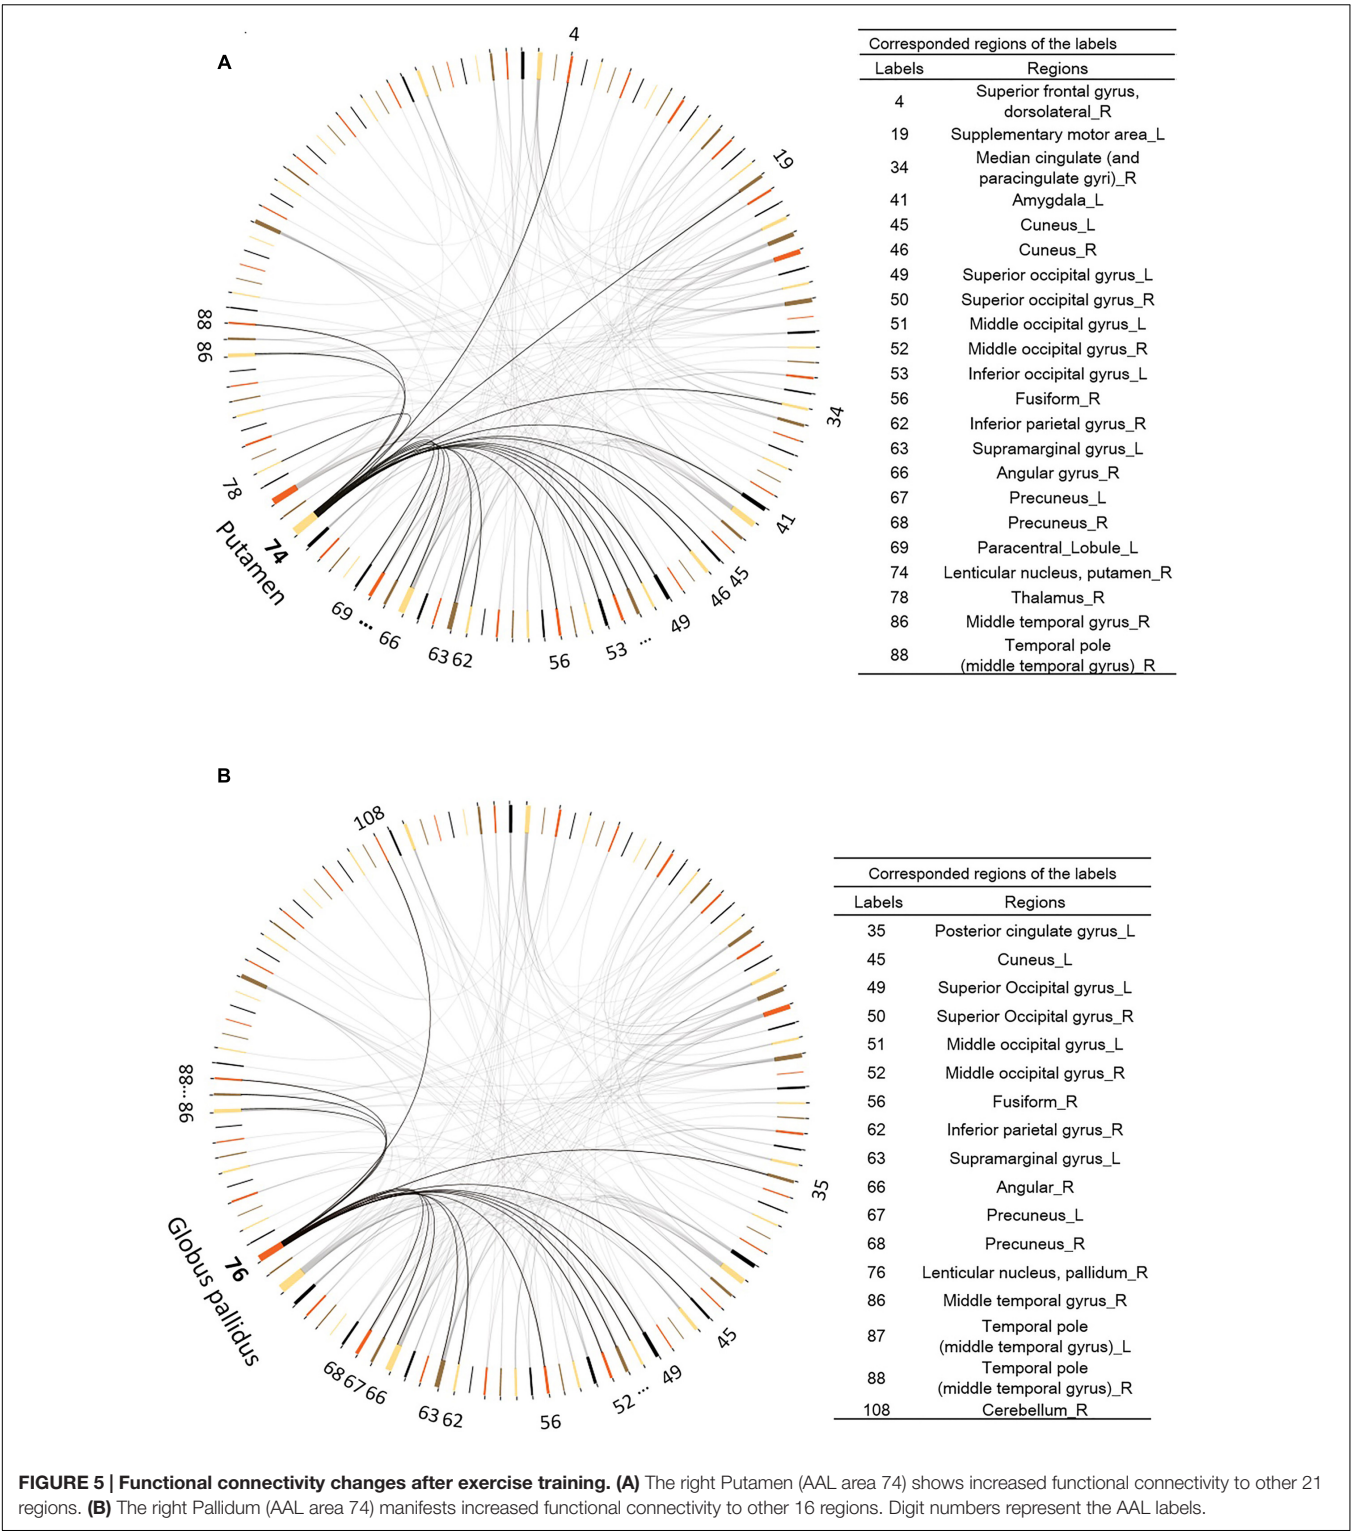 A
4
19
34
41
45
46
49
...
53
56
62
63
66
...
69
74
Putamen
78
86
88
Corresponded regions of the labels
Labels Regions
4 Superior frontal gyrus,
dorsolateral_R
19 Supplementary motor area_L
34 Median cingulate (and
paracingulate gyri)_R
41 Amygdala_L
45 Cuneus_L
46 Cuneus_R
49 Superior occipital gyrus_L
50 Superior occipital gyrus_R
51 Middle occipital gyrus_L
52 Middle occipital gyrus_R
53 Inferior occipital gyrus_L
56 Fusiform_R
62 Inferior parietal gyrus_R
63 Supramarginal gyrus_L
66 Angular gyrus_R
67 Precuneus_L
68 Precuneus_R
69 Paracentral_Lobule_L
74 Lenticular nucleus, putamen_R
78 Thalamus_R
86 Middle temporal gyrus_R
88 Temporal pole
(middle temporal gyrus)_R
B
108
35
45
49
...
52
56
62
63
66
67
68
76
Globus pallidus
86
....
88
Corresponded regions of the labels
Labels Regions
35 Posterior cingulate gyrus_L
45 Cuneus_L
49 Superior Occipital gyrus_L
50 Superior Occipital gyrus_R
51 Middle occipital gyrus_L
52 Middle occipital gyrus_R
56 Fusiform_R
62 Inferior parietal gyrus_R
63 Supramarginal gyrus_L
66 Angular_R
67 Precuneus_L
68 Precuneus_R
76 Lenticular nucleus, pallidum_R
86 Middle temporal gyrus_R
87 Temporal pole
(middle temporal gyrus)_L
88 Temporal pole
(middle temporal gyrus)_R
108 Cerebellum_R
FIGURE 5 | Functional connectivity changes after exercise training. (A) The right Putamen (AAL area 74) shows increased functional connectivity to other 21
regions. (B) The right Pallidum (AAL area 74) manifests increased functional connectivity to other 16 regions. Digit numbers represent the AAL labels.